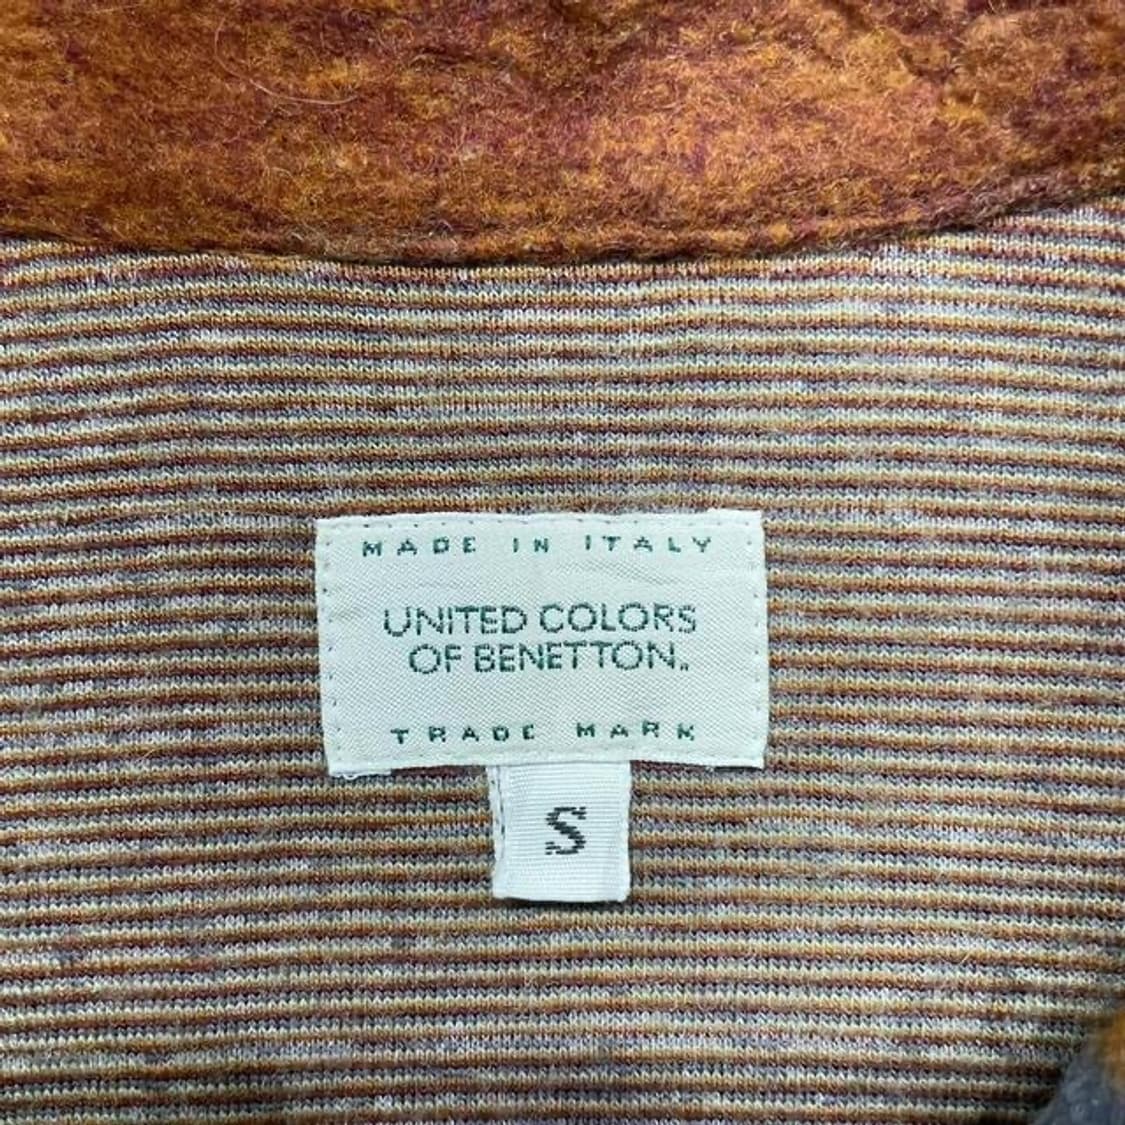 MADE IN ITALY
UNITED COLORS
OF BENETTON.
TRADE MARK
S